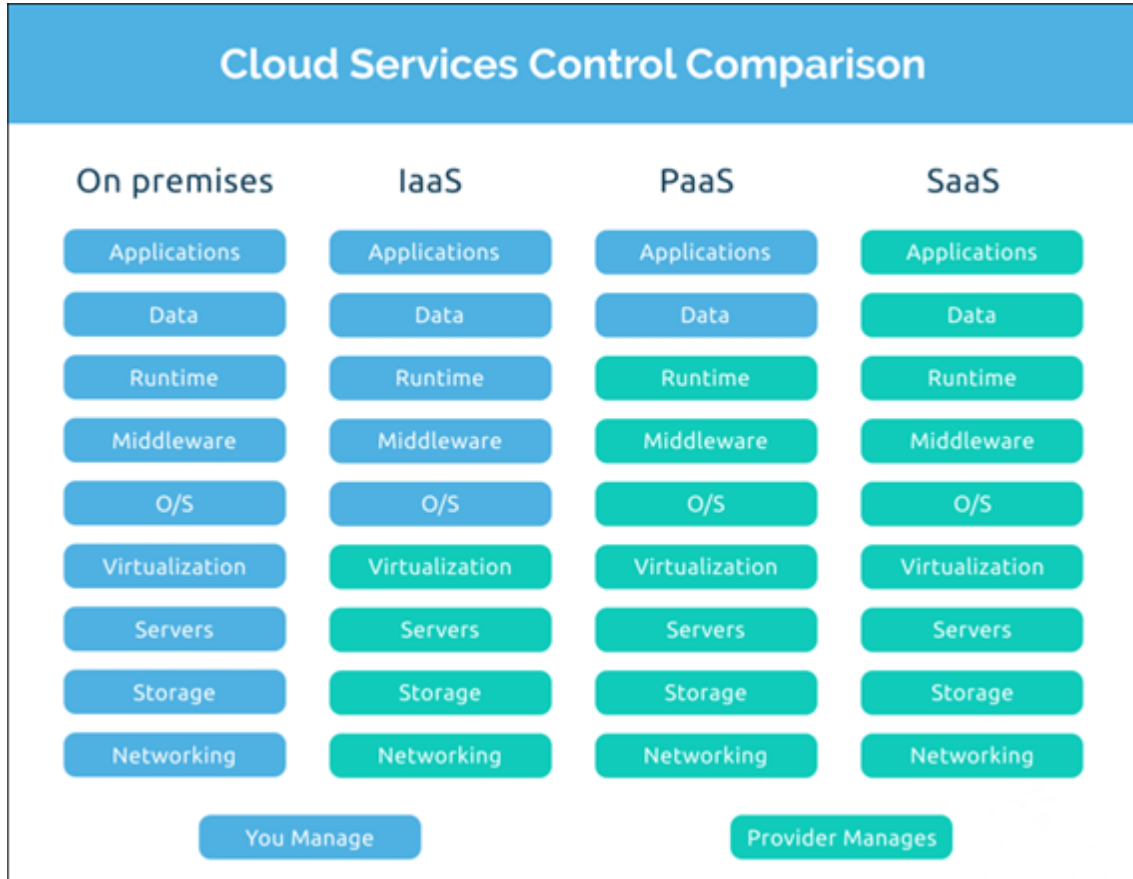 Cloud Services Control Comparison
On premises IaaS PaaS SaaS
Applications Applications Applications Applications
Data Data Data Data
Runtime Runtime Runtime Runtime
Middleware Middleware Middleware Middleware
O/S O/S O/S O/S
Virtualization Virtualization Virtualization Virtualization
Servers Servers Servers Servers
Storage Storage Storage Storage
Networking Networking Networking Networking
You Manage Provider Manages